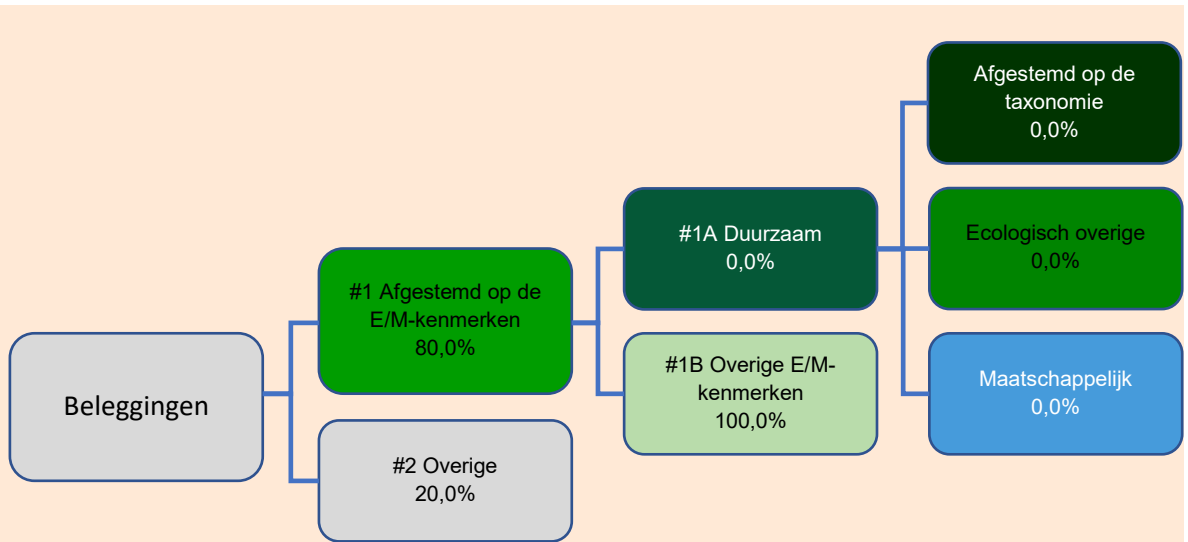 Beleggingen
#1 Afgestemd op de
E/M-kenmerken
80,0%
#2 Overige
20,0%
#1A Duurzaam
0,0%
#1B Overige E/M-
kenmerken
100,0%
Afgestemd op de
taxonomie
0,0%
Ecologisch overige
0,0%
Maatschappelijk
0,0%